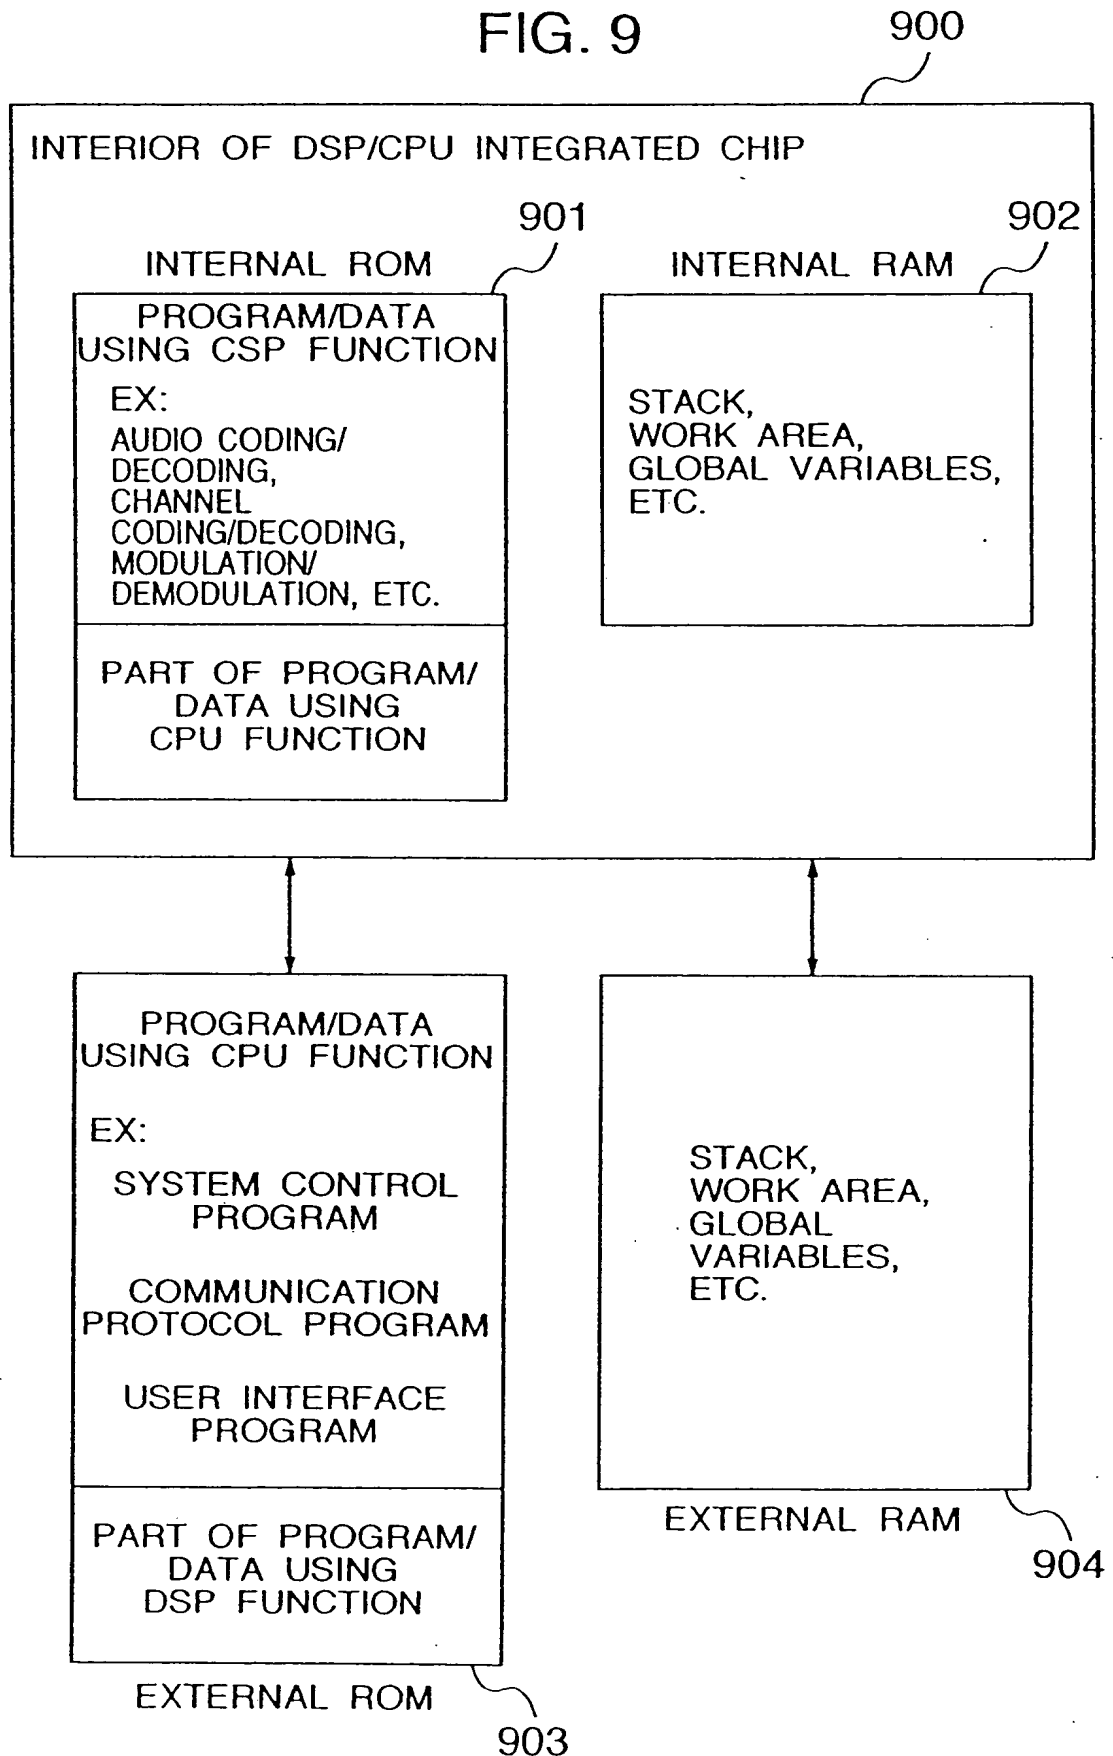 FIG. 9
900
INTERIOR OF DSP/CPU INTEGRATED CHIP
901
INTERNAL ROM
PROGRAM/DATA
USING CSP FUNCTION
EX:
AUDIO CODING/
DECODING,
CHANNEL
CODING/DECODING,
MODULATION/
DEMODULATION, ETC.
PART OF PROGRAM/
DATA USING
CPU FUNCTION
902
INTERNAL RAM
STACK,
WORK AREA,
GLOBAL VARIABLES,
ETC.
PROGRAM/DATA
USING CPU FUNCTION
EX:
SYSTEM CONTROL
PROGRAM
COMMUNICATION
PROTOCOL PROGRAM
USER INTERFACE
PROGRAM
PART OF PROGRAM/
DATA USING
DSP FUNCTION
EXTERNAL ROM
903
STACK,
WORK AREA,
GLOBAL
VARIABLES,
ETC.
EXTERNAL RAM
904